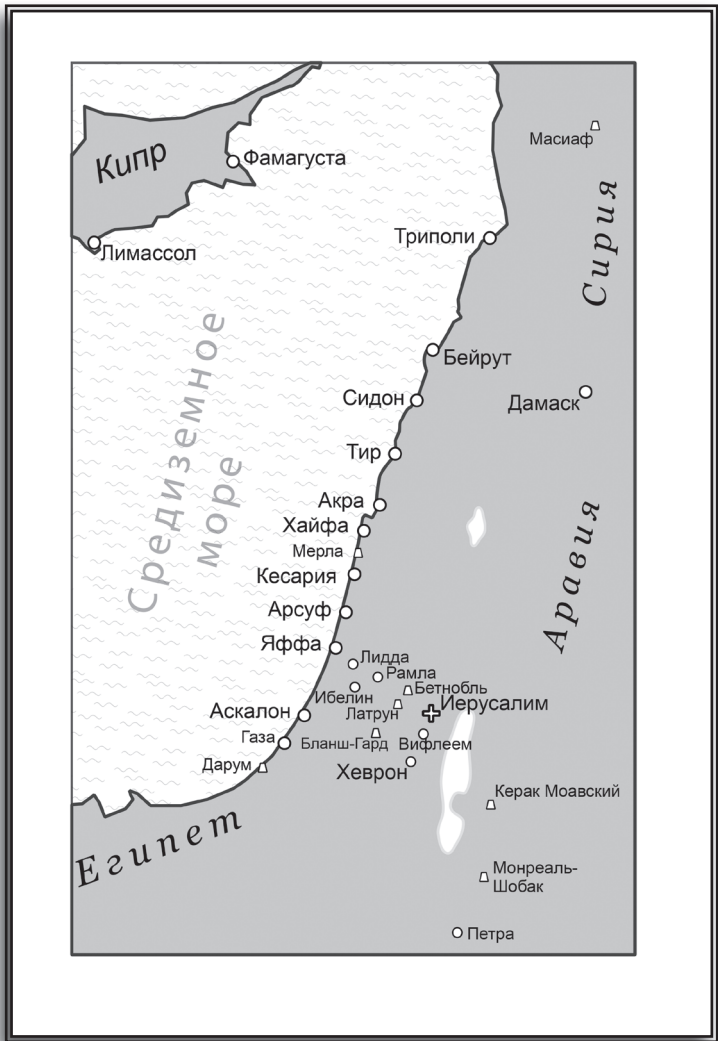 Масиаф
Кипр
Фамагуста
Сирия
Лимассол
Триполи
Средиземное
море
Бейрут
Сидон
Дамаск
Тир
Акра
Хайфа
Мерла
Аравия
Кесария
Арсуф
Яффа
Лидда
Рамла
Бетнобль
Ибелин
Иерусалим
Латрун
Аскалон
Газа
Бланш-Гард
Вифлеем
Дарум
Хеврон
Керак Моавский
Египет
Монреаль-
Шобак
Петра